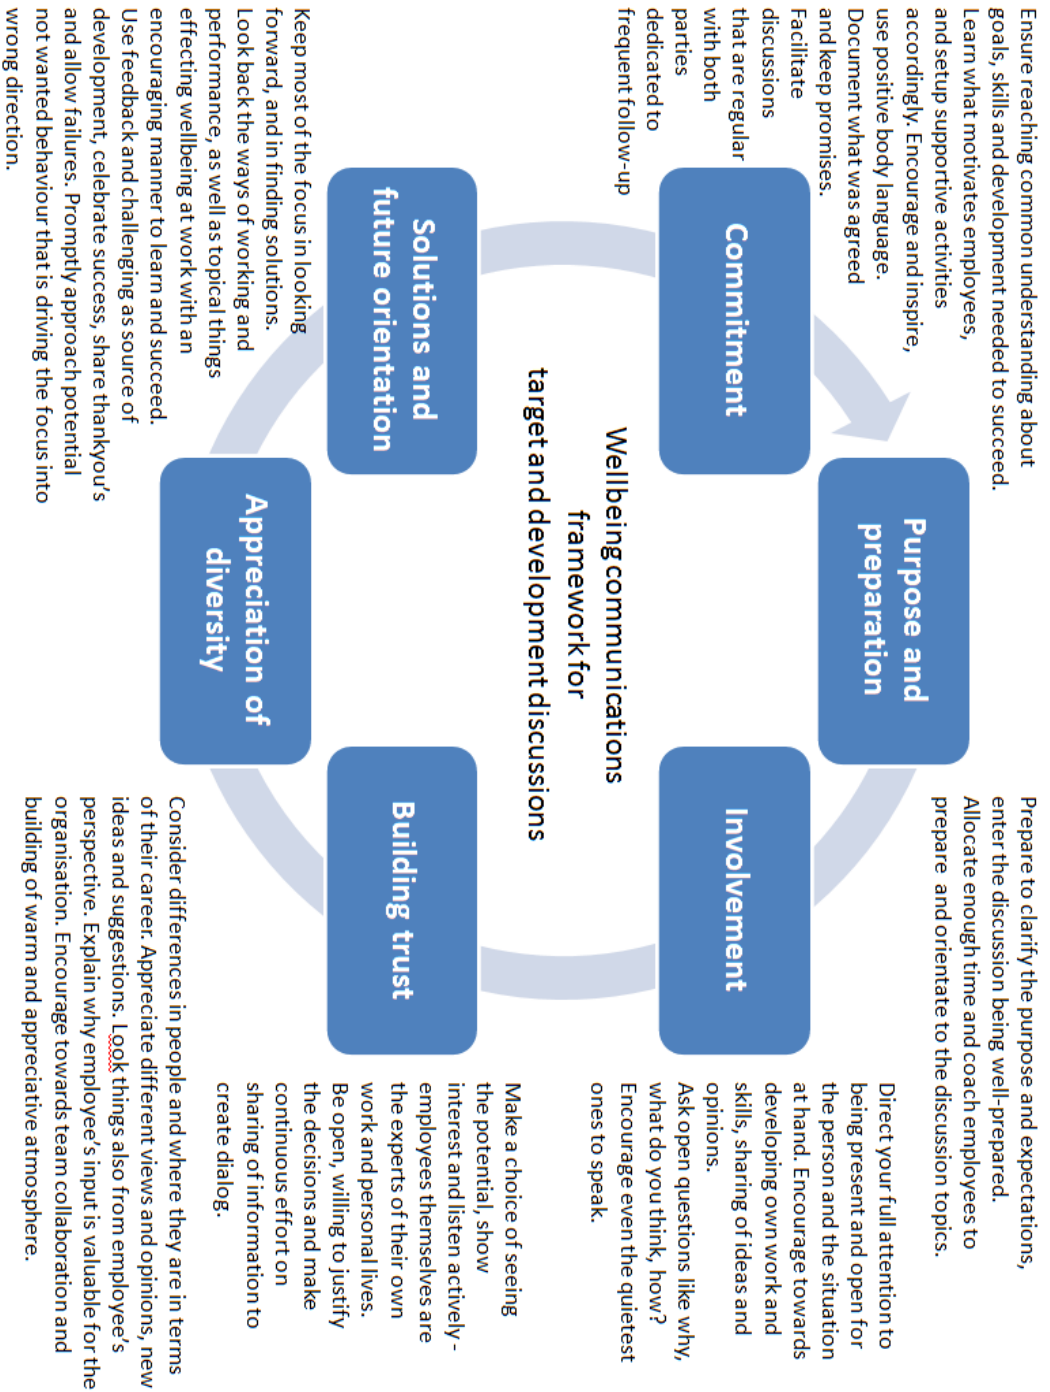 Wellbeing communications
framework for
target and development discussions
Purpose and
preparation
Prepare to clarify the purpose and expectations,
enter the discussion being well-prepared.
Allocate enough time and coach employees to
prepare and orientate to the discussion topics.
Involvement
Direct your full attention to
being present and open for
the person and the situation
at hand. Encourage towards
developing own work and
skills, sharing of ideas and
opinions.
Ask open questions like why,
what do you think, how?
Encourage even the quietest
ones to speak.
Building trust
Make a choice of seeing
the potential, show
interest and listen actively -
employees themselves are
the experts of their own
work and personal lives.
Be open, willing to justify
the decisions and make
continuous effort on
sharing of information to
create dialog.
Appreciation of
diversity
Consider differences in people and where they are in terms
of their career. Appreciate different views and opinions, new
ideas and suggestions. Look things also from employee's
perspective. Explain why employee's input is valuable for the
organisation. Encourage towards team collaboration and
building of warm and appreciative atmosphere.
Solutions and
future orientation
Keep most of the focus in looking
forward, and in finding solutions.
Look back the ways of working and
performance, as well as topical things
effecting wellbeing at work with an
encouraging manner to learn and succeed.
Use feedback and challenging as source of
development, celebrate success, share thankyou's
and allow failures. Promptly approach potential
not wanted behaviour that is driving the focus into
wrong direction.
Commitment
Ensure reaching common understanding about
goals, skills and development needed to succeed.
Learn what motivates employees,
and setup supportive activities
accordingly. Encourage and inspire,
use positive body language.
Document what was agreed
and keep promises.
Facilitate
discussions
that are regular
with both
parties
dedicated to
frequent follow-up